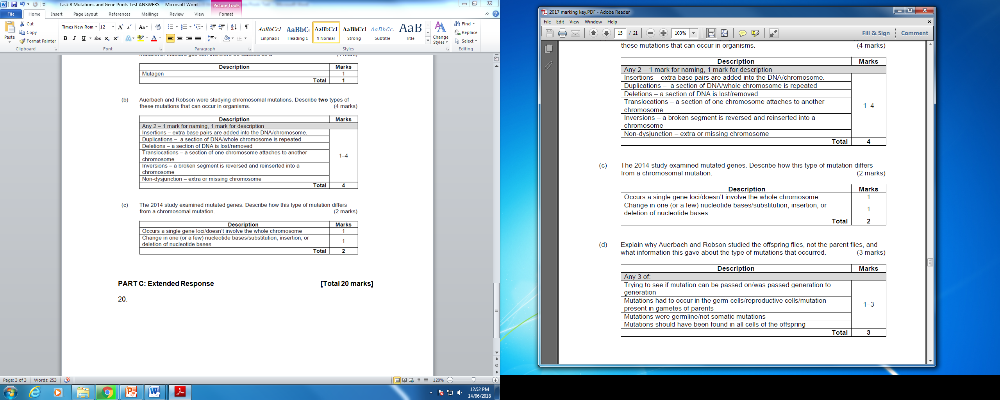 Task 8 Mutations and Gene Pools Test ANSWERS - Microsoft Word
Picture Tools
File Home Insert Page Layout References Mailings Review View Format
Paste
Cut
Copy
Format Painter
Clipboard
Times New Rom 12
Font
Paragraph
AaBbCcI AaBbC AaBbCcI AaBbCcI AaBbCc. AaB
Emphasis Heading 1 ¶ Normal Strong Subtitle Title
Styles
Change Styles
Find
Replace
Select
Editing
mutations. Mustard gas can therefore be classed as a (1 mark)
Description Marks
Mutagen 1
Total 1
(b) Auerbach and Robson were studying chromosomal mutations. Describe two types of
these mutations that can occur in organisms. (4 marks)
Description Marks
Any 2 – 1 mark for naming, 1 mark for description
Insertions – extra base pairs are added into the DNA/chromosome.
Duplications – a section of DNA/whole chromosome is repeated
Deletions – a section of DNA is lost/removed
Translocations – a section of one chromosome attaches to another
chromosome
1–4
Inversions – a broken segment is reversed and reinserted into a
chromosome
Non-dysjunction – extra or missing chromosome
Total 4
(c) The 2014 study examined mutated genes. Describe how this type of mutation differs
from a chromosomal mutation. (2 marks)
Description Marks
Occurs a single gene loci/doesn't involve the whole chromosome 1
Change in one (or a few) nucleotide bases/substitution, insertion, or
deletion of nucleotide bases 1
Total 2
PART C: Extended Response [Total 20 marks]
20.
Page: 3 of 3 Words: 253 120%
12:52 PM
14/06/2018
2017 marking key.PDF - Adobe Reader
File Edit View Window Help
15 / 21 103% Fill & Sign Comment
these mutations that can occur in organisms. (4 marks)
Description Marks
Any 2 – 1 mark for naming, 1 mark for description
Insertions – extra base pairs are added into the DNA/chromosome.
Duplications – a section of DNA/whole chromosome is repeated
Deletions – a section of DNA is lost/removed
Translocations – a section of one chromosome attaches to another
chromosome
1–4
Inversions – a broken segment is reversed and reinserted into a
chromosome
Non-dysjunction – extra or missing chromosome
Total 4
(c) The 2014 study examined mutated genes. Describe how this type of mutation differs
from a chromosomal mutation. (2 marks)
Description Marks
Occurs a single gene loci/doesn't involve the whole chromosome 1
Change in one (or a few) nucleotide bases/substitution, insertion, or
deletion of nucleotide bases 1
Total 2
(d) Explain why Auerbach and Robson studied the offspring flies, not the parent flies, and
what information this gave about the type of mutations that occurred. (3 marks)
Description Marks
Any 3 of:
Trying to see if mutation can be passed on/was passed generation to
generation
Mutations had to occur in the germ cells/reproductive cells/mutation
present in gametes of parents
1–3
Mutations were germline/not somatic mutations
Mutations should have been found in all cells of the offspring
Total 3